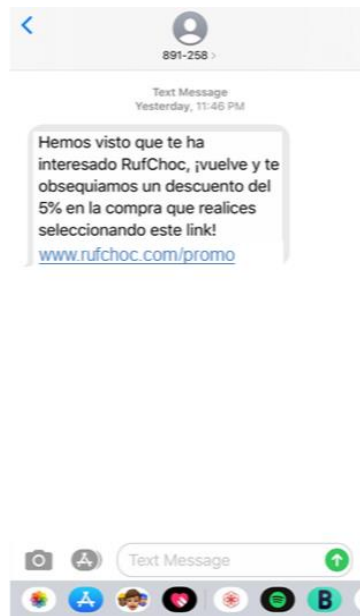 891-258 >
Text Message
Yesterday, 11:46 PM
Hemos visto que te ha
interesado RufChoc, ¡vuelve y te
obsequiamos un descuento del
5% en la compra que realices
seleccionando este link!
www.rufchoc.com/promo
Text Message
B